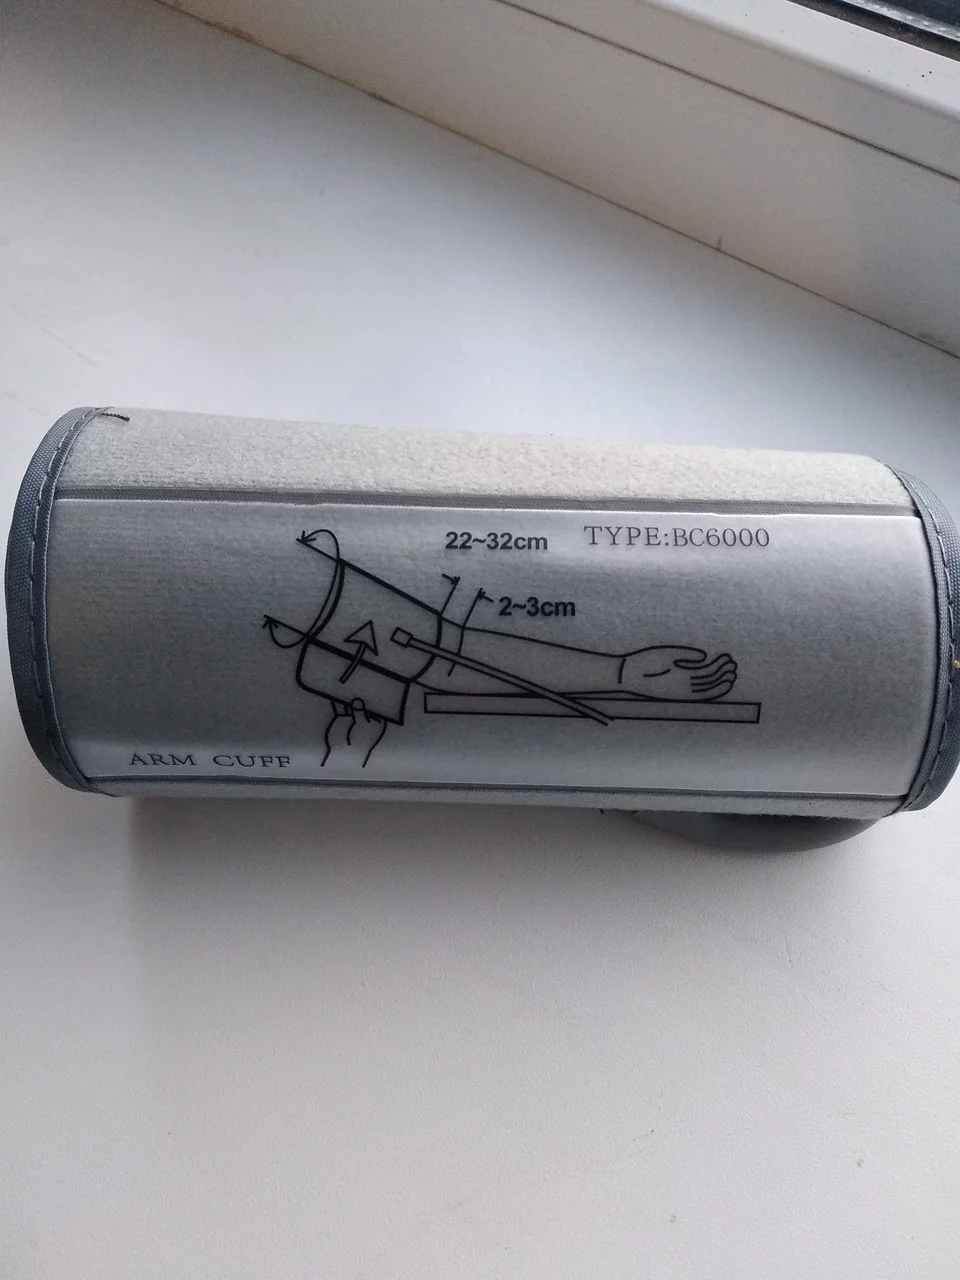 22~32cm
TYPE:BC6000
2~3cm
ARM CUFF